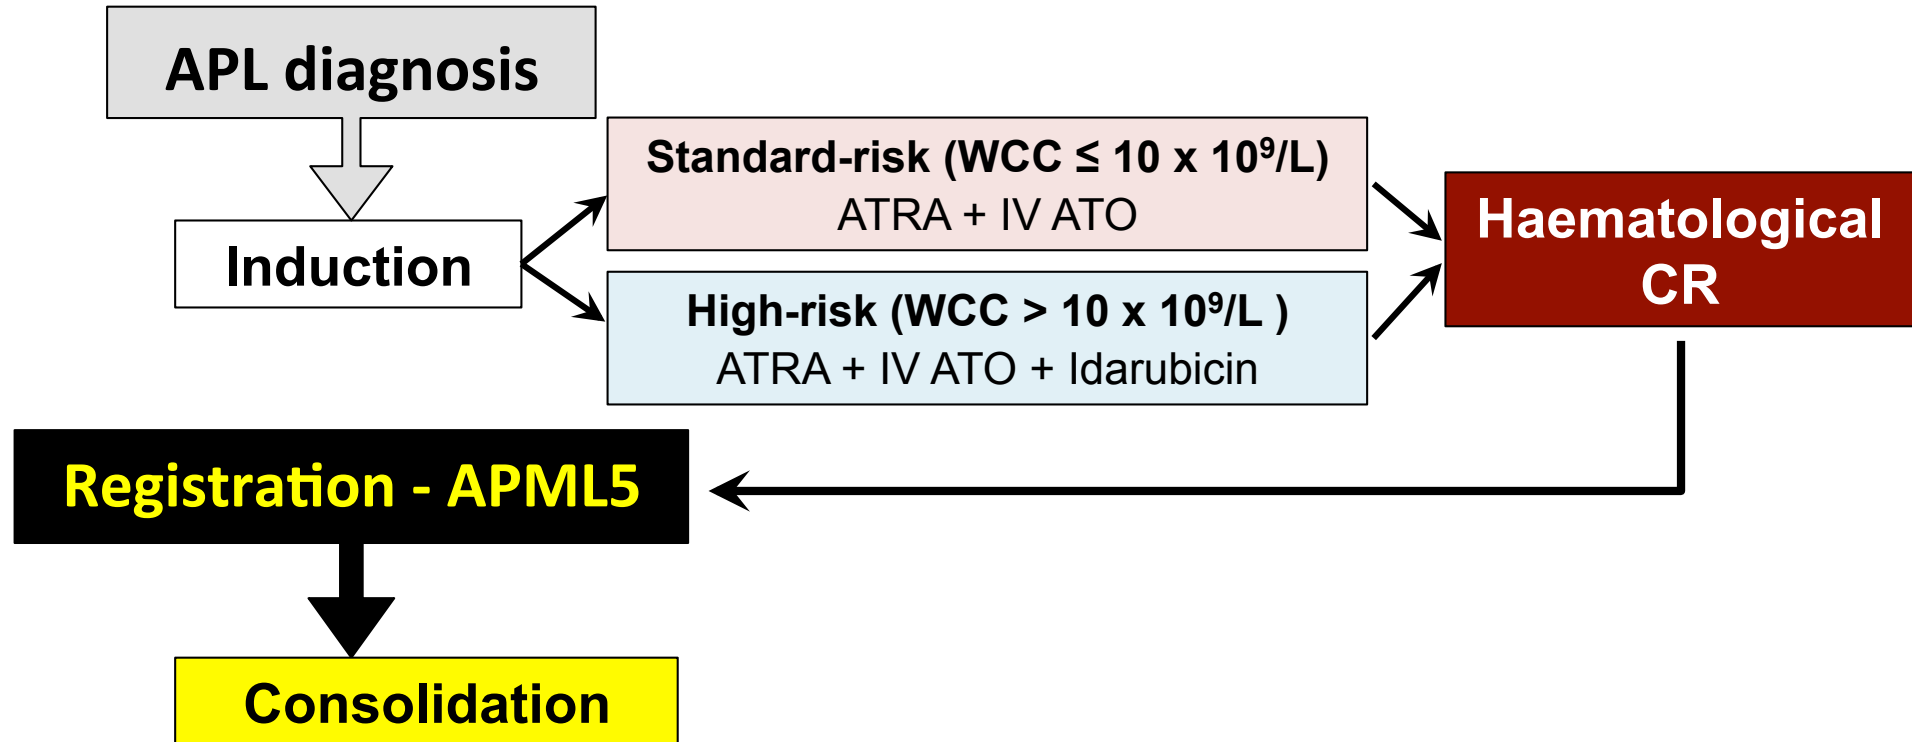 APL diagnosis
Induction
Standard-risk (WCC ≤ 10 x 10⁹/L)
ATRA + IV ATO
High-risk (WCC > 10 x 10⁹/L )
ATRA + IV ATO + Idarubicin
Haematological
CR
Registration - APML5
Consolidation